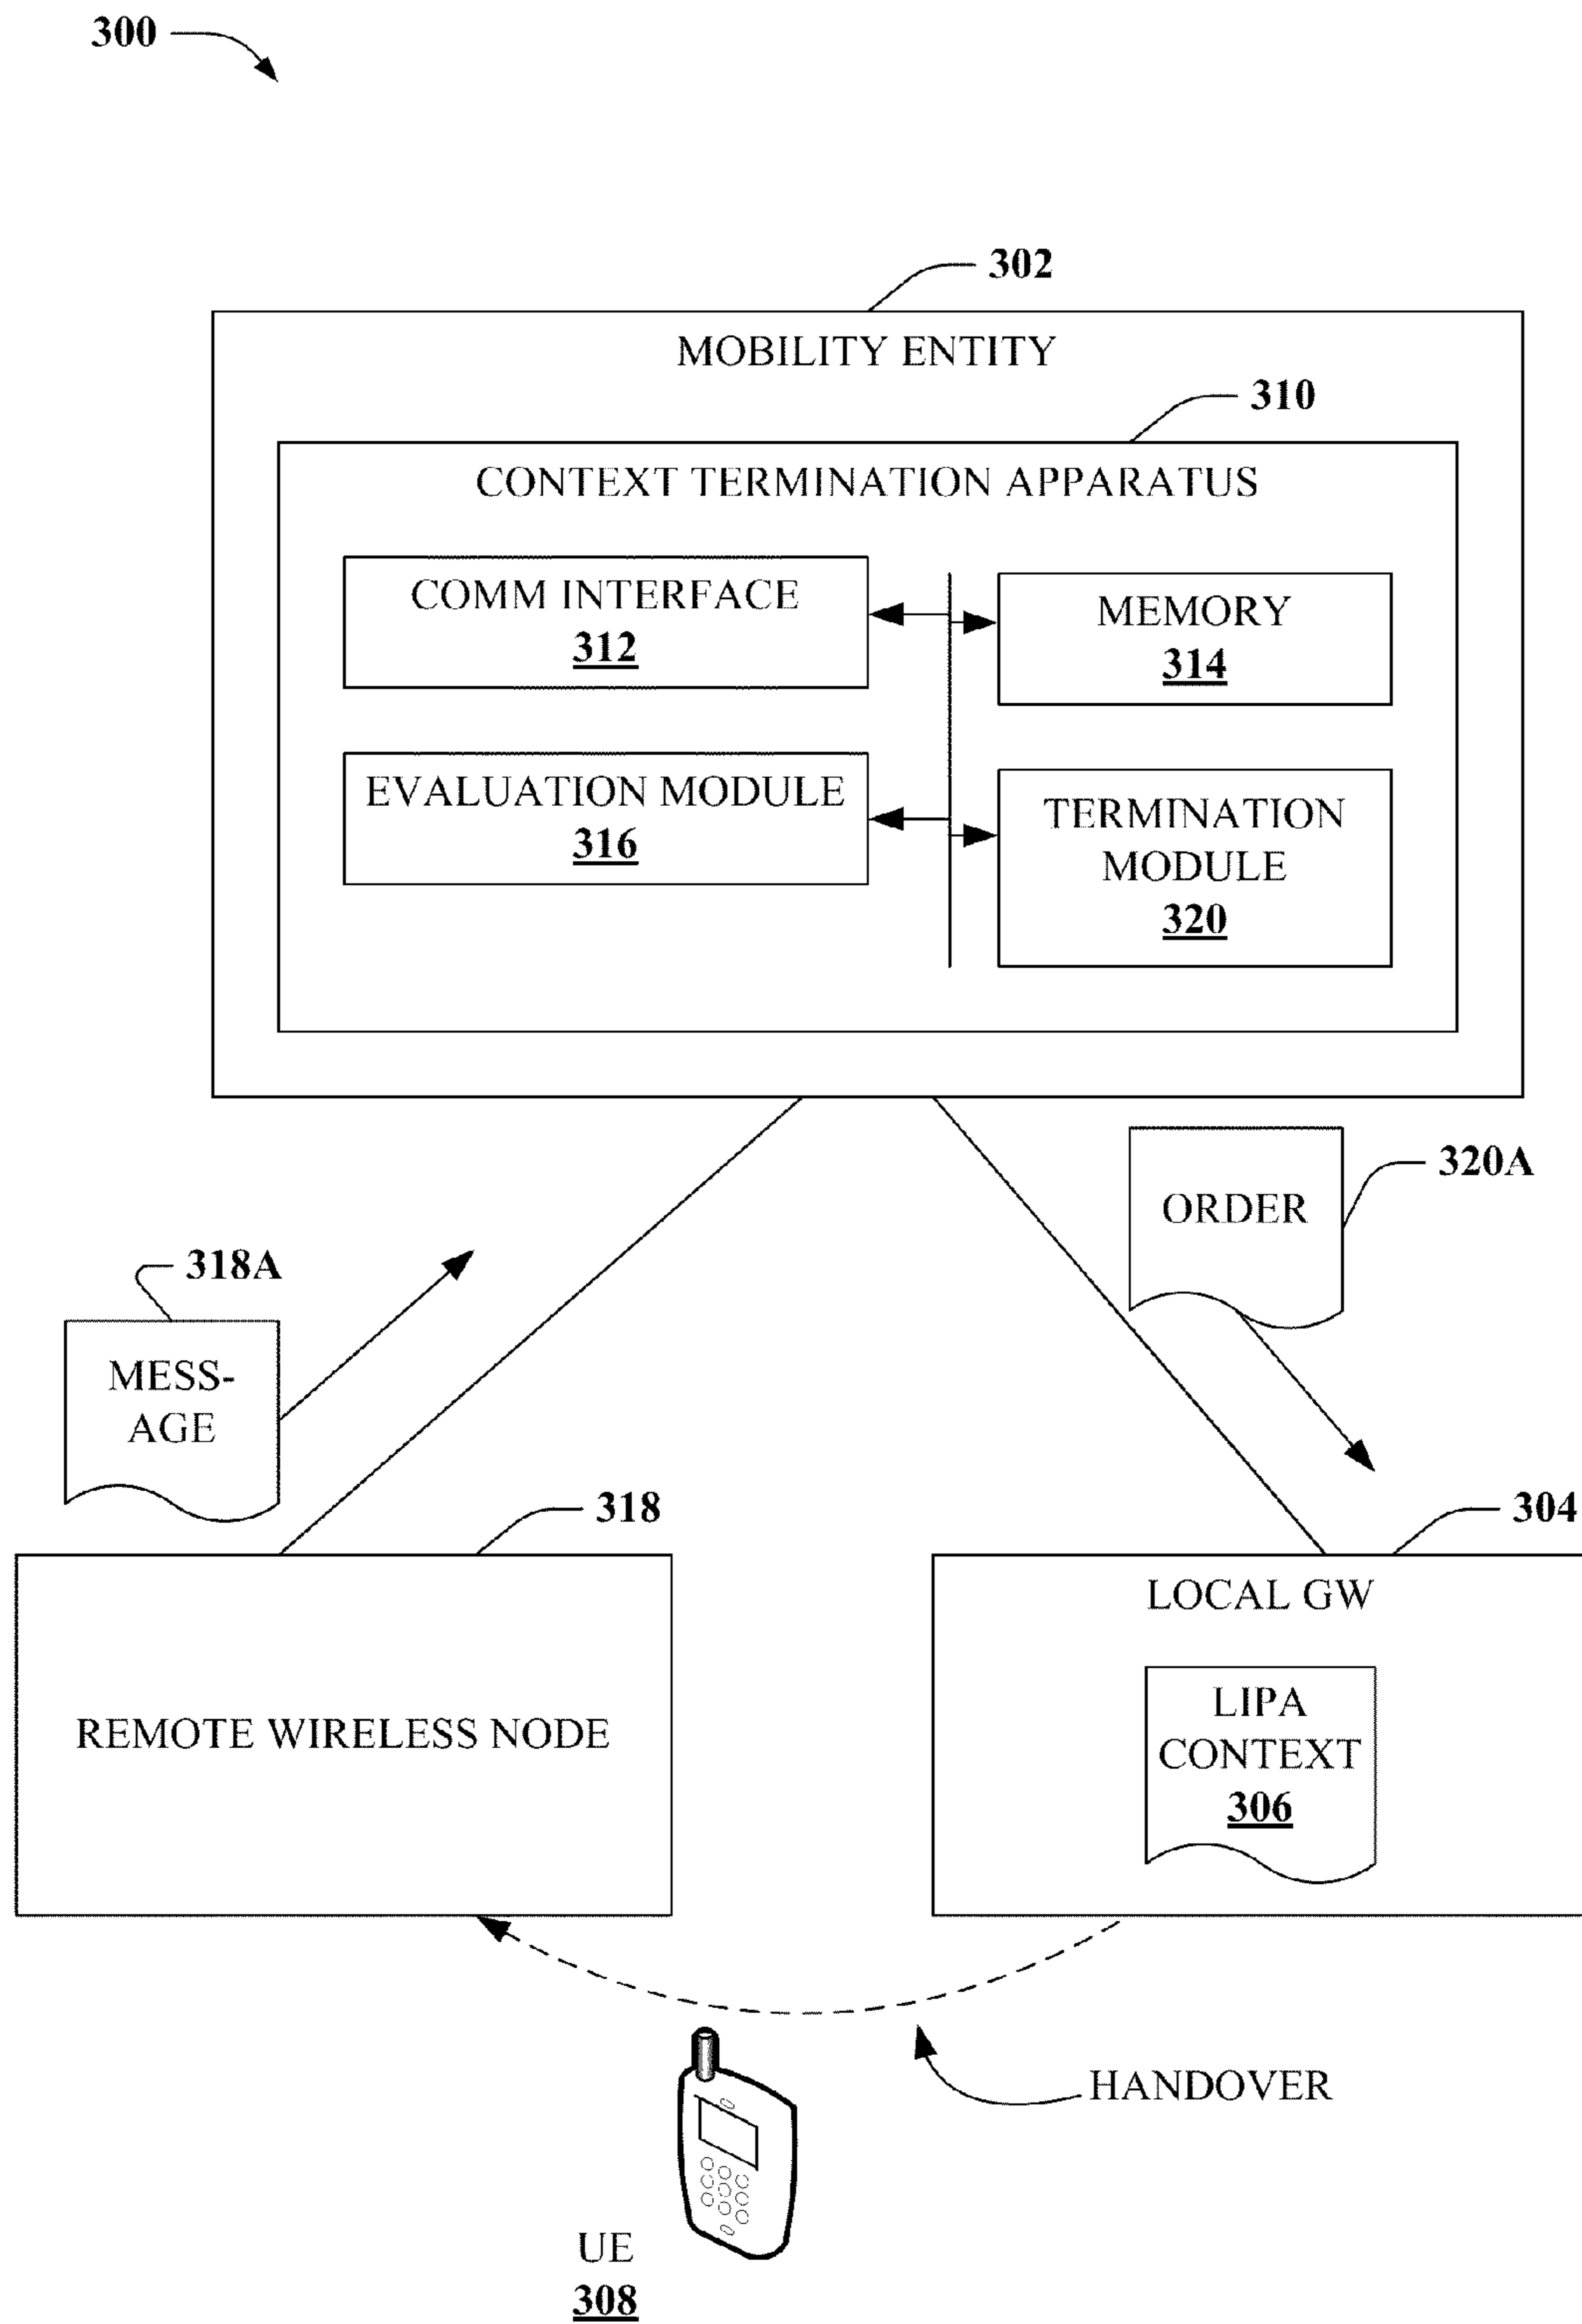 300
302
MOBILITY ENTITY
310
CONTEXT TERMINATION APPARATUS
COMM INTERFACE
312
MEMORY
314
EVALUATION MODULE
316
TERMINATION
MODULE
320
320A
ORDER
318A
MESS-
AGE
318
304
REMOTE WIRELESS NODE
LOCAL GW
LIPA
CONTEXT
306
HANDOVER
UE
308